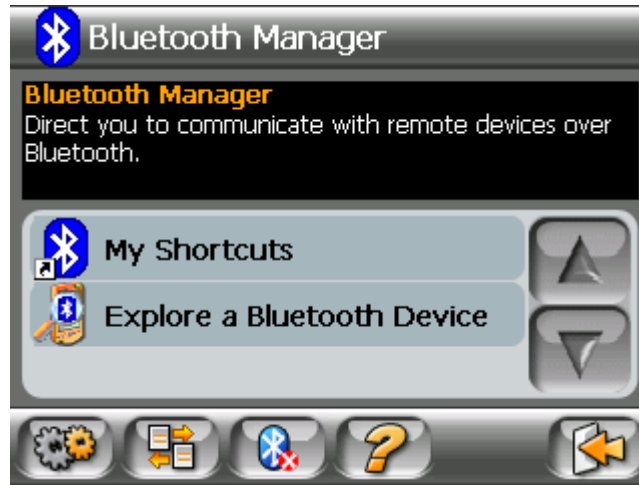 Bluetooth Manager
Bluetooth Manager
Direct you to communicate with remote devices over
Bluetooth.
My Shortcuts
Explore a Bluetooth Device